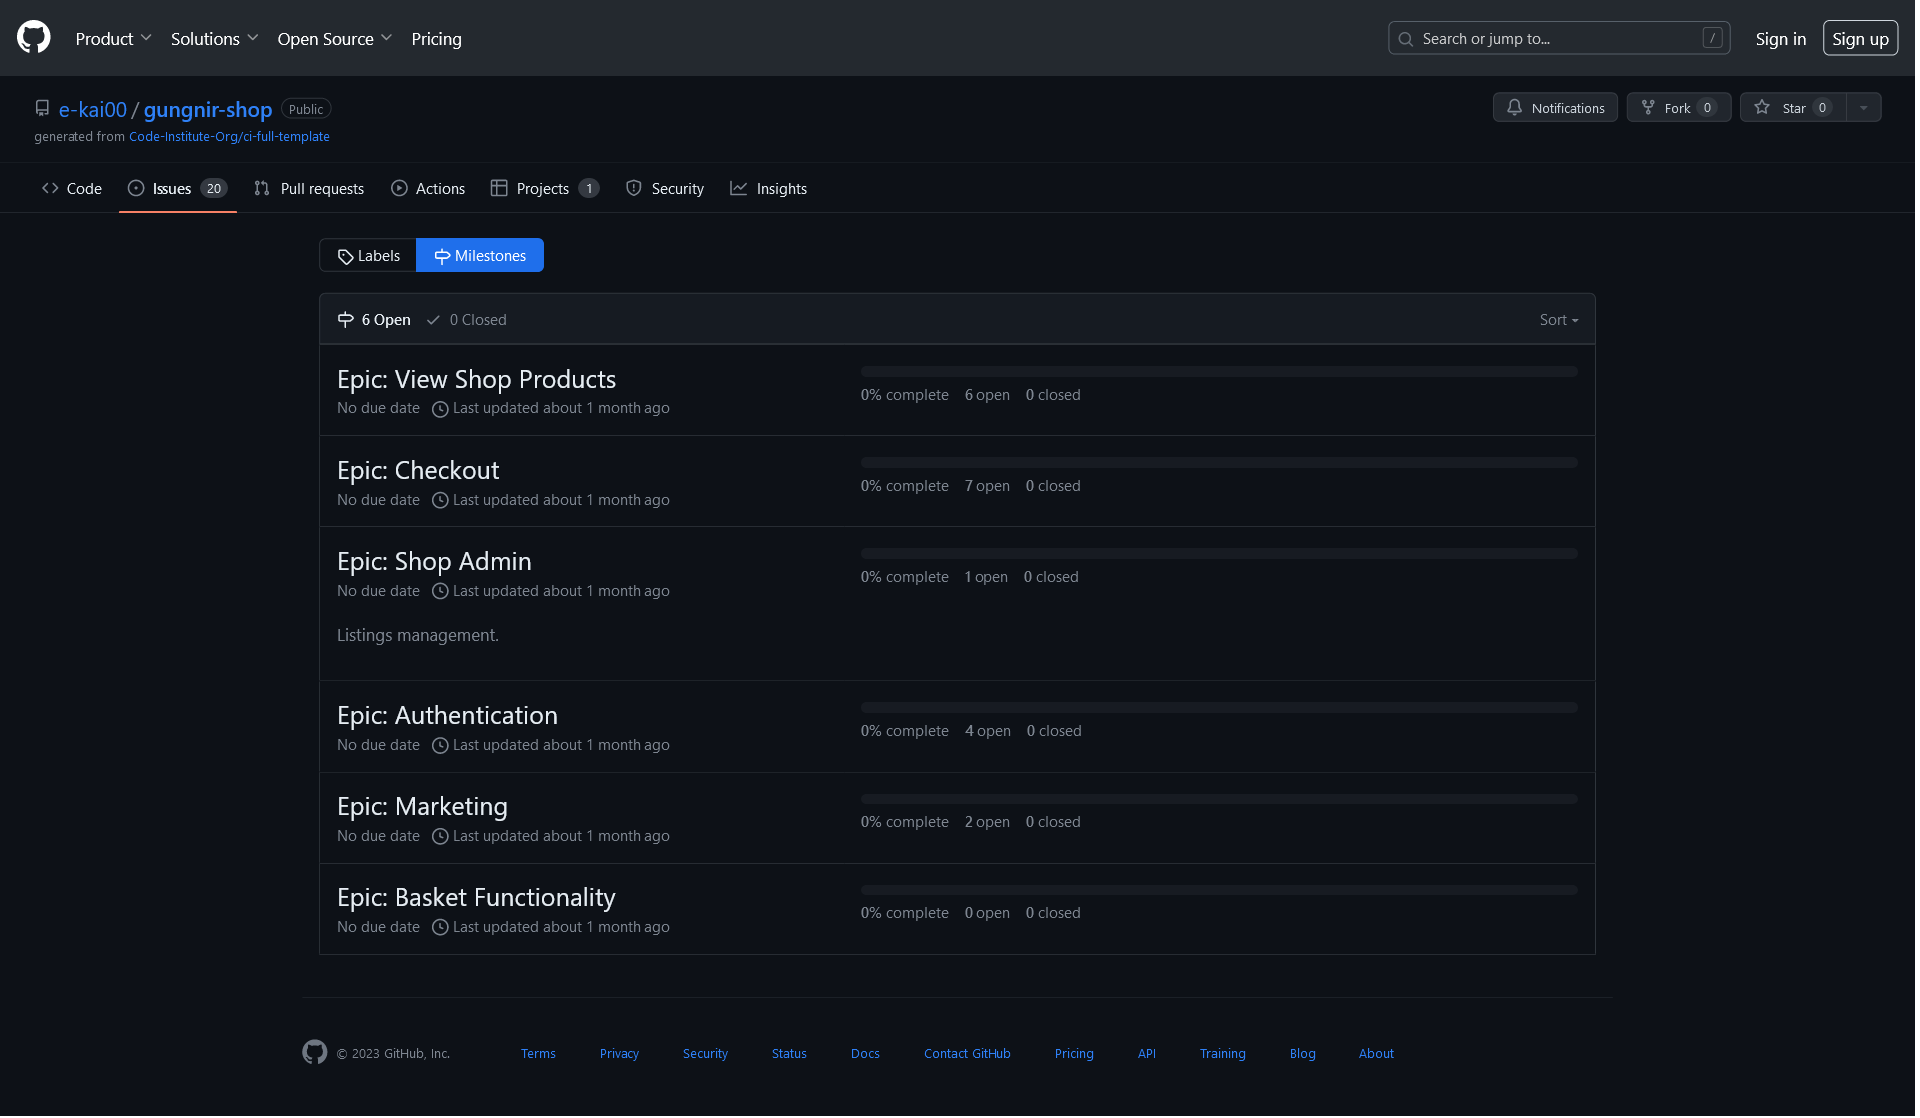 Product Solutions Open Source Pricing Search or jump to... / Sign in Sign up
e-kai00 / gungnir-shop Public Notifications Fork 0 Star 0
generated from Code-Institute-Org/ci-full-template
Code Issues 20 Pull requests Actions Projects 1 Security Insights
Labels Milestones
6 Open 0 Closed Sort
Epic: View Shop Products
0% complete 6 open 0 closed
No due date Last updated about 1 month ago
Epic: Checkout
0% complete 7 open 0 closed
No due date Last updated about 1 month ago
Epic: Shop Admin
0% complete 1 open 0 closed
No due date Last updated about 1 month ago
Listings management.
Epic: Authentication
0% complete 4 open 0 closed
No due date Last updated about 1 month ago
Epic: Marketing
0% complete 2 open 0 closed
No due date Last updated about 1 month ago
Epic: Basket Functionality
0% complete 0 open 0 closed
No due date Last updated about 1 month ago
© 2023 GitHub, Inc. Terms Privacy Security Status Docs Contact GitHub Pricing API Training Blog About